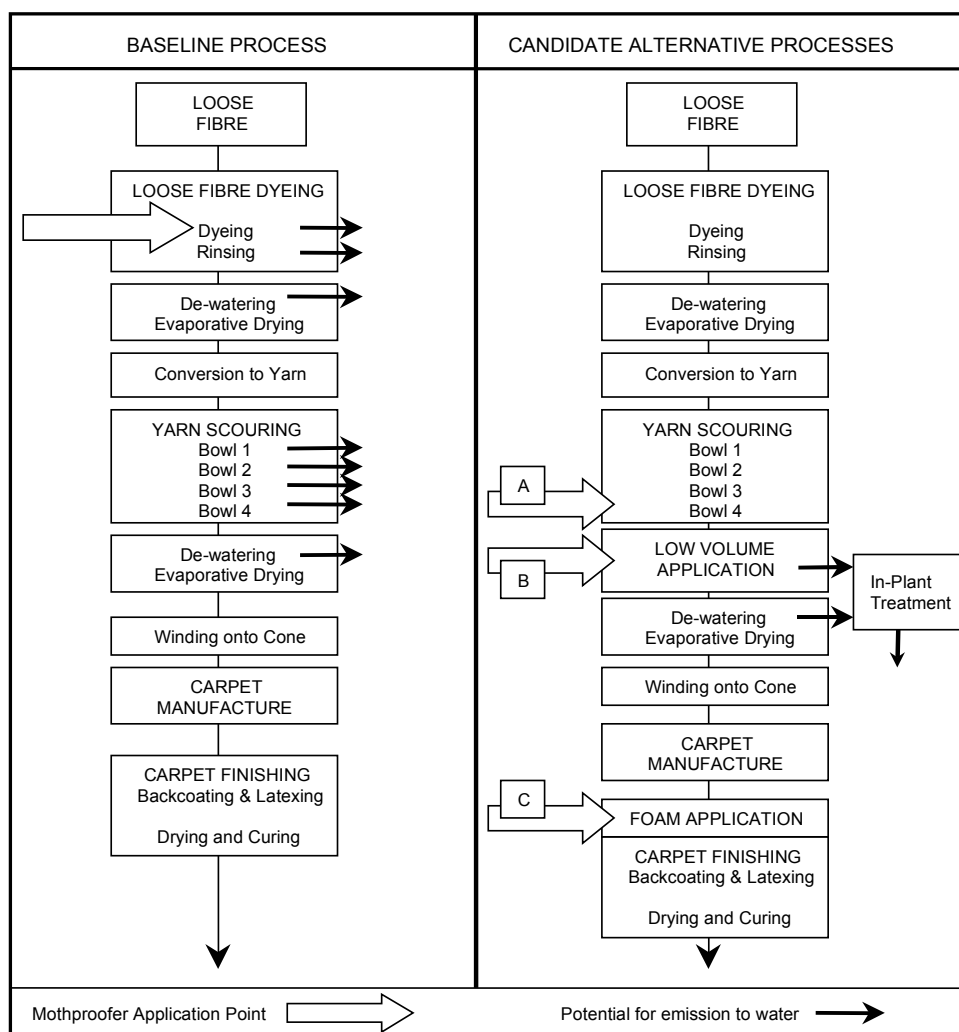 BASELINE PROCESS
LOOSE
FIBRE
LOOSE FIBRE DYEING
Dyeing
Rinsing
De-watering
Evaporative Drying
Conversion to Yarn
YARN SCOURING
Bowl 1
Bowl 2
Bowl 3
Bowl 4
De-watering
Evaporative Drying
Winding onto Cone
CARPET
MANUFACTURE
CARPET FINISHING
Backcoating & Latexing
Drying and Curing
CANDIDATE ALTERNATIVE PROCESSES
LOOSE
FIBRE
LOOSE FIBRE DYEING
Dyeing
Rinsing
De-watering
Evaporative Drying
Conversion to Yarn
YARN SCOURING
Bowl 1
Bowl 2
Bowl 3
Bowl 4
A
LOW VOLUME
APPLICATION
B
In-Plant
Treatment
De-watering
Evaporative Drying
Winding onto Cone
CARPET
MANUFACTURE
C
FOAM APPLICATION
CARPET FINISHING
Backcoating & Latexing
Drying and Curing
Mothproofer Application Point
Potential for emission to water